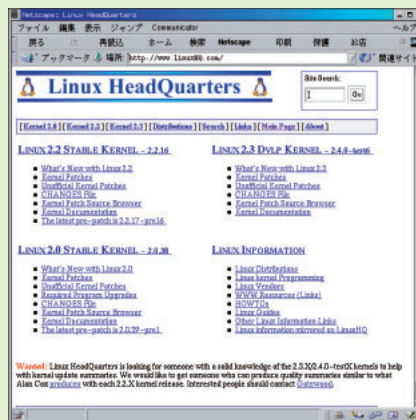 Netscape: Linux HeadQuarters
ファイル 編集 表示 ジャンプ Communicator ヘルプ
戻る 再読込 ホーム 検索 Netscape 印刷 保護 お店
ブックマーク 場所: http://www.linuxHQ.com/ 関連サイト
Linux HeadQuarters
Site Search:
Go
[Kernel 2.0] [Kernel 2.2] [Kernel 2.3] [Distributions] [Search] [Links] [Main Page] [About]
LINUX 2.2 STABLE KERNEL - 2.2.16
What's New with Linux 2.2
Kernel Patches
Unofficial Kernel Patches
CHANGES File
Kernel Patch Source Browser
Kernel Documentation
The latest pre-patch is 2.2.17-pre16
LINUX 2.3 DVLP KERNEL - 2.4.0-test6
What's New with Linux 2.3
Kernel Patches
Unofficial Kernel Patches
CHANGES File
Kernel Patch Source Browser
Kernel Documentation
LINUX 2.0 STABLE KERNEL - 2.0.38
What's New with Linux 2.0
Kernel Patches
Unofficial Kernel Patches
Required Program Upgrades
CHANGES File
Kernel Patch Source Browser
Kernel Documentation
The latest pre-patch is 2.0.39-pre1
LINUX INFORMATION
Linux Distributions
Linux kernel Programming
Linux Vendors
WWW Resources (Links)
HOWTOs
Linux Guides
Other Linux Information Links
Linux information mirrored on LinuxHQ
Wanted: Linux HeadQuarters is looking for someone with a solid knowledge of the 2.3.X/2.4.0-testX kernels to help
with kernel update summaries. We would like to get someone who can produce quality summaries similar to what
Alan Cox produces with each 2.2.X kernel release. Interested people should contact Gatewood.